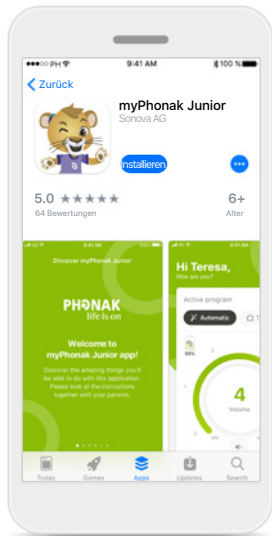 PH
9:41 AM
100 %
Zurück
myPhonak Junior
Sonova AG
Installieren
5.0 ★★★★★
6+
64 Bewertungen
Alter
Discover myPhonak Junior
PHONAK
life is on
Welcome to
myPhonak Junior app!
Discover the amazing things you'll
be able to do with this application.
Please look at the instructions
together with your parents.
Hi Teresa,
How are you?
Active program
Automatic
50%
4
Volume
Today
Games
Apps
Updates
Search